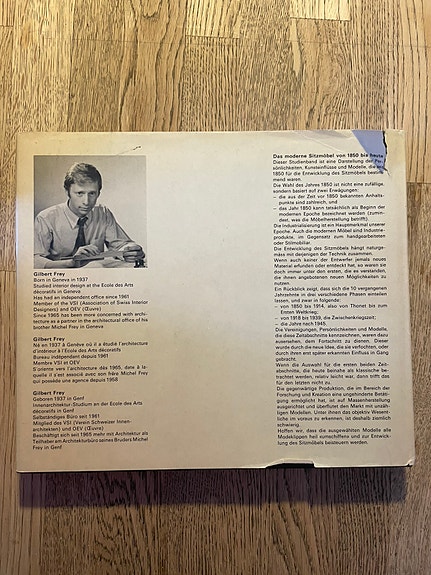 Gilbert Frey
Born in Geneva in 1937
Studied interior design at the Ecole des Arts
décoratifs in Geneva
Has had an independent office since 1961
Member of the VSI (Association of Swiss Interior
Designers) and OEV (Œuvre)
Since 1965 has been more concerned with archi-
tecture as a partner in the architectural office of his
brother Michel Frey in Geneva
Gilbert Frey
Né en 1937 à Genève où il a étudié l'architecture
d'intérieur à l'Ecole des Arts décoratifs
Bureau indépendant depuis 1961
Membre VSI et OEV
S'oriente vers l'architecture dès 1965, date à la-
quelle il s'est associé avec son frère Michel Frey
qui possède une agence depuis 1958
Gilbert Frey
Geboren 1937 in Genf
Innenarchitektur-Studium an der Ecole des Arts
décoratifs in Genf
Selbständiges Büro seit 1961
Mitglied des VSI (Verein Schweizer Innen-
architekten) und OEV (Œuvre)
Beschäftigt sich seit 1965 mehr mit Architektur als
Teilhaber am Architekturbüro seines Bruders Michel
Frey in Genf
Das moderne Sitzmöbel von 1850 bis heute
Dieser Studienband ist eine Darstellung der Per-
sönlichkeiten, Kunsteinflüsse und Modelle, die
1850 für die Entwicklung des Sitzmöbels bestim-
mend waren.
Die Wahl des Jahres 1850 ist nicht eine zufällige,
sondern basiert auf zwei Erwägungen:
– die aus der Zeit vor 1850 bekannten Anhalts-
punkte sind zahlreich, und
– das Jahr 1850 kann tatsächlich als Beginn der
modernen Epoche bezeichnet werden (zumin-
dest, was die Möbelherstellung betrifft).
Die Industrialisierung ist ein Hauptmerkmal unserer
Epoche. Auch die modernen Möbel sind Industrie-
produkte, im Gegensatz zum handgearbeiteten
oder Stilmobiliar.
Die Entwicklung des Sitzmöbels hängt naturge-
mäss mit derjenigen der Technik zusammen.
Wenn auch keiner der Entwerfer jemals neues
Material erfunden oder entdeckt hat, so waren sie
doch immer unter den ersten, die es verstanden,
die ihnen angebotenen neuen Möglichkeiten zu
nutzen.
Ein Rückblick zeigt, dass sich die 10 vergangenen
Jahrzehnte in drei verschiedene Phasen einteilen
lassen, und zwar in folgende:
– von 1850 bis 1914, also von Thonet bis zum
Ersten Weltkrieg;
– von 1918 bis 1939, die Zwischenkriegszeit;
– die Jahre nach 1945.
Die Vereinigungen, Persönlichkeiten und Modelle,
die diese Zeitabschnitte kennzeichnen, waren dazu
ausersehen, dem Fortschritt zu dienen. Dieser
wurde durch die neue Idee, die sie verfochten, oder
durch ihren erst später erkannten Einfluss in Gang
gebracht.
Wenn die Auswahl für die ersten beiden Zeit-
abschnitte, die heute beinahe als klassische be-
trachtet werden, relativ leicht war, dann trifft das
für den letzten nicht zu.
Die gegenwärtige Produktion, die im Bereich der
Forschung und Kreation eine ungehinderte Betäti-
gung ermöglicht hat, ist auf Massenherstellung
ausgerichtet und überflutet den Markt mit unzäh-
ligen Modellen. Unter ihnen das objektiv Wesent-
liche im voraus zu erkennen, ist deshalb ziemlich
schwierig.
Hoffen wir, dass die ausgewählten Modelle alle
Modeklippen heil umschiffens und zur Entwick-
lung des Sitzmöbels beisteuern werden.